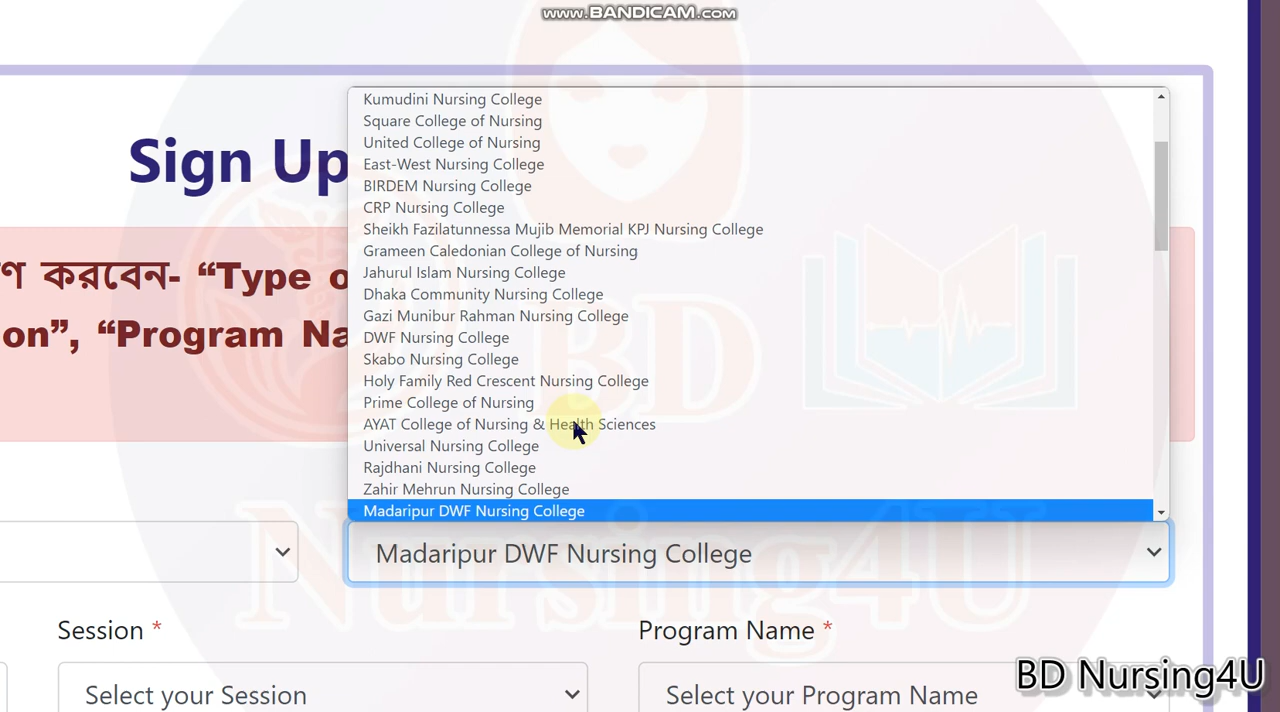 www.BANDICAM.com
Sign Up
Kumudini Nursing College
Square College of Nursing
United College of Nursing
East-West Nursing College
BIRDEM Nursing College
CRP Nursing College
Sheikh Fazilatunnessa Mujib Memorial KPJ Nursing College
Grameen Caledonian College of Nursing
Jahurul Islam Nursing College
Dhaka Community Nursing College
Gazi Munibur Rahman Nursing College
DWF Nursing College
Skabo Nursing College
Holy Family Red Crescent Nursing College
Prime College of Nursing
AYAT College of Nursing & Health Sciences
Universal Nursing College
Rajdhani Nursing College
Zahir Mehrun Nursing College
Madaripur DWF Nursing College
করবেন- “Type o
on”, “Program Na
BD
Nursing4U
Madaripur DWF Nursing College
Session *
Program Name *
Select your Session
Select your Program Name
BD Nursing4U